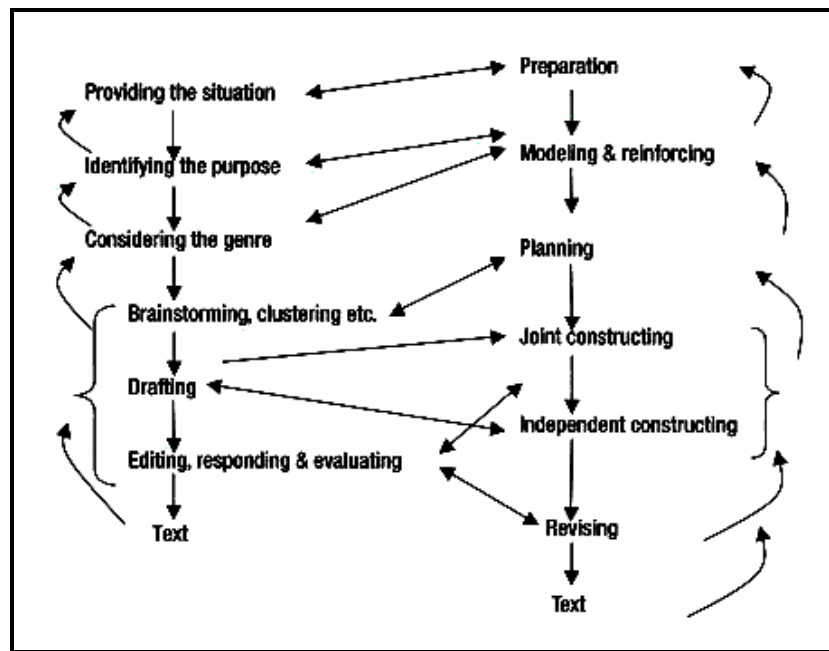 Providing the situation
Identifying the purpose
Considering the genre
Brainstorming, clustering etc.
Drafting
Editing, responding & evaluating
Text
Preparation
Modeling & reinforcing
Planning
Joint constructing
Independent constructing
Revising
Text